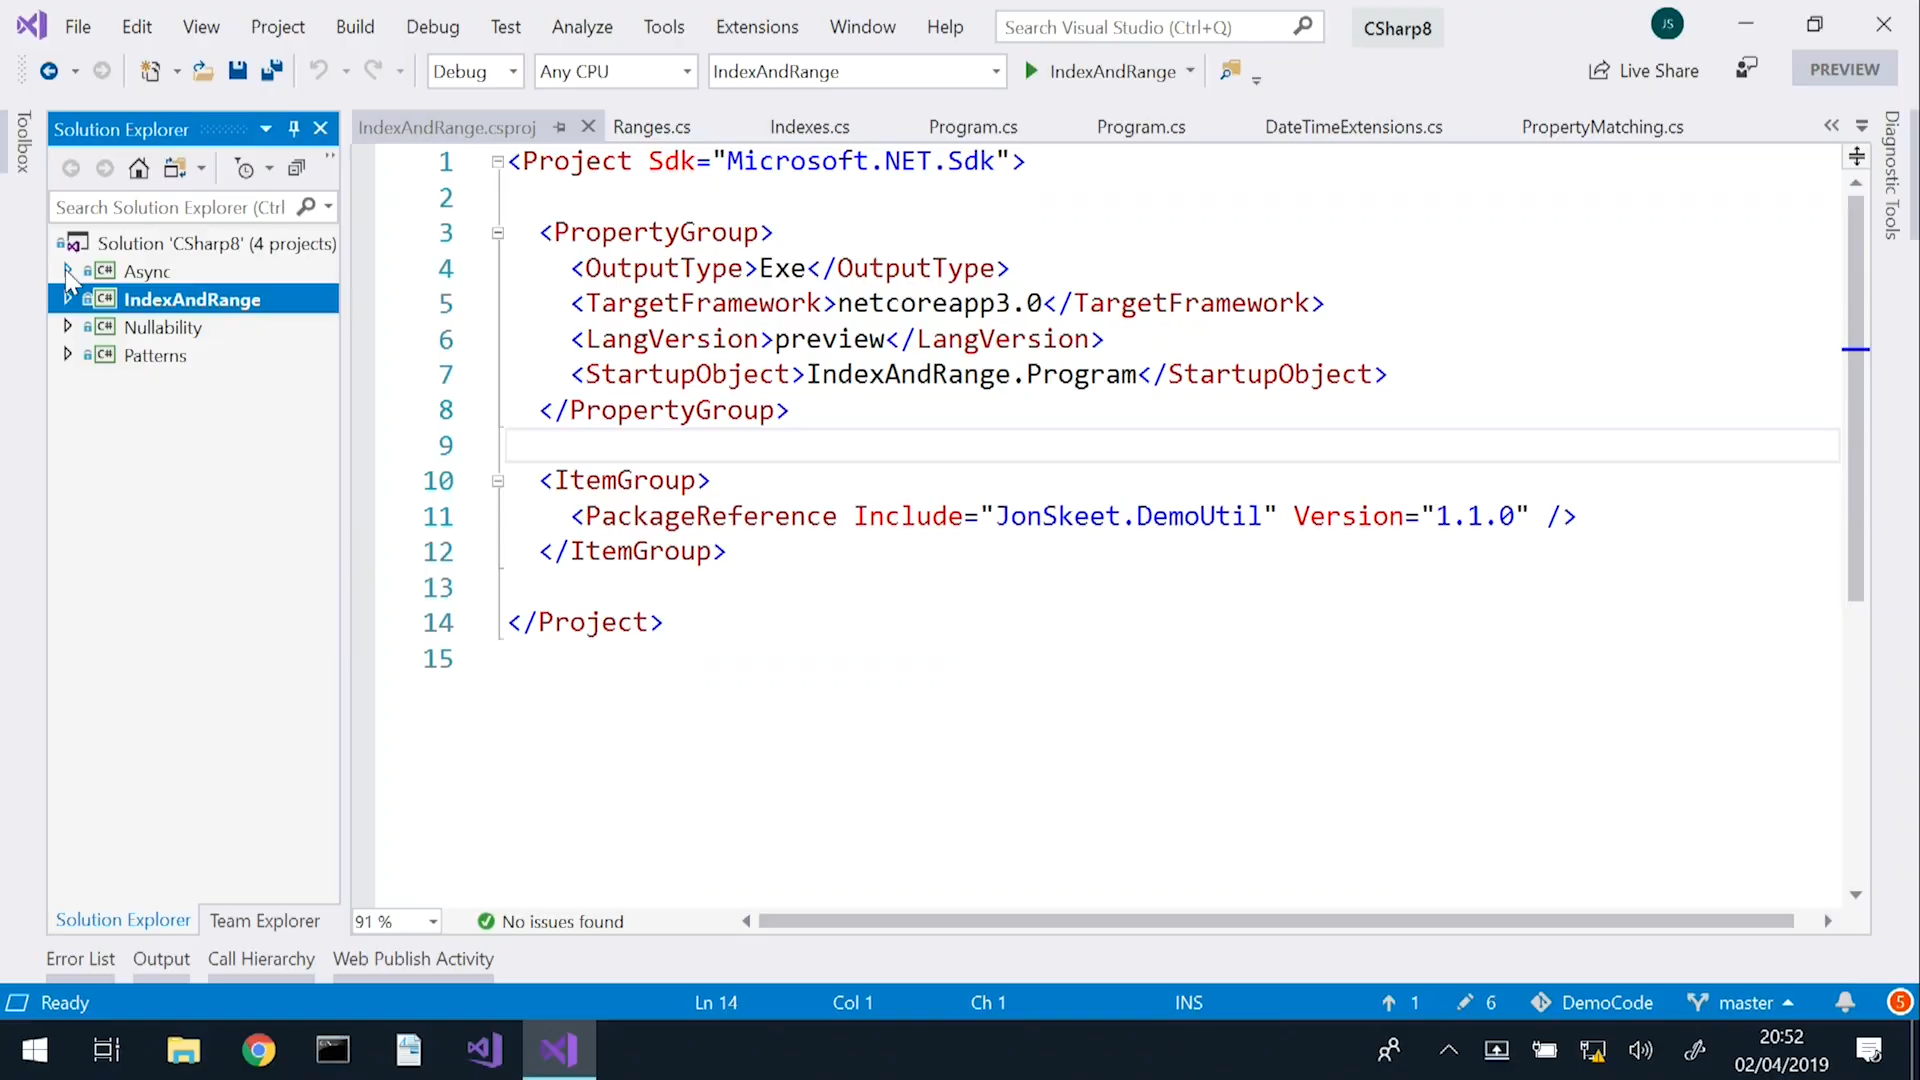 File Edit View Project Build Debug Test Analyze Tools Extensions Window Help Search Visual Studio (Ctrl+Q) CSharp8 JS
Debug Any CPU IndexAndRange IndexAndRange Live Share PREVIEW
Toolbox
Solution Explorer
Search Solution Explorer (Ctrl
Solution 'CSharp8' (4 projects)
C# Async
C# IndexAndRange
C# Nullability
C# Patterns
Solution Explorer Team Explorer
IndexAndRange.csproj Ranges.cs Indexes.cs Program.cs Program.cs DateTimeExtensions.cs PropertyMatching.cs
1 <Project Sdk="Microsoft.NET.Sdk">
2
3 <PropertyGroup>
4 <OutputType>Exe</OutputType>
5 <TargetFramework>netcoreapp3.0</TargetFramework>
6 <LangVersion>preview</LangVersion>
7 <StartupObject>IndexAndRange.Program</StartupObject>
8 </PropertyGroup>
9
10 <ItemGroup>
11 <PackageReference Include="JonSkeet.DemoUtil" Version="1.1.0" />
12 </ItemGroup>
13
14 </Project>
15
91 % No issues found
Diagnostic Tools
Error List Output Call Hierarchy Web Publish Activity
Ready Ln 14 Col 1 Ch 1 INS 1 6 DemoCode master 5
20:52
02/04/2019